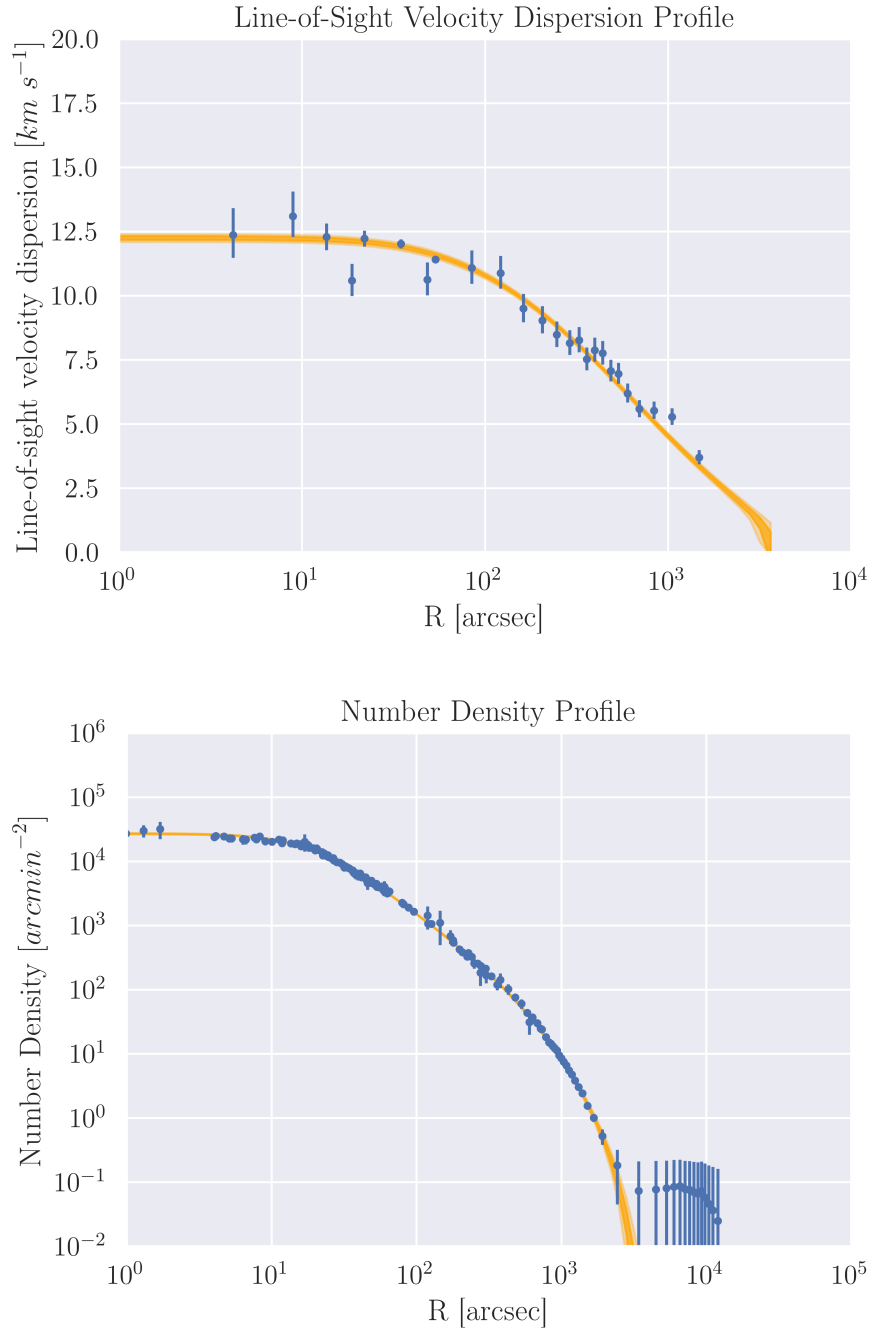 Line-of-Sight Velocity Dispersion Profile
Line-of-sight velocity dispersion [km s⁻¹]
20.0
17.5
15.0
12.5
10.0
7.5
5.0
2.5
0.0
10⁰ 10¹ 10² 10³ 10⁴
R [arcsec]
Number Density Profile
Number Density [arcmin⁻²]
10⁶
10⁵
10⁴
10³
10²
10¹
10⁰
10⁻¹
10⁻²
10⁰ 10¹ 10² 10³ 10⁴ 10⁵
R [arcsec]